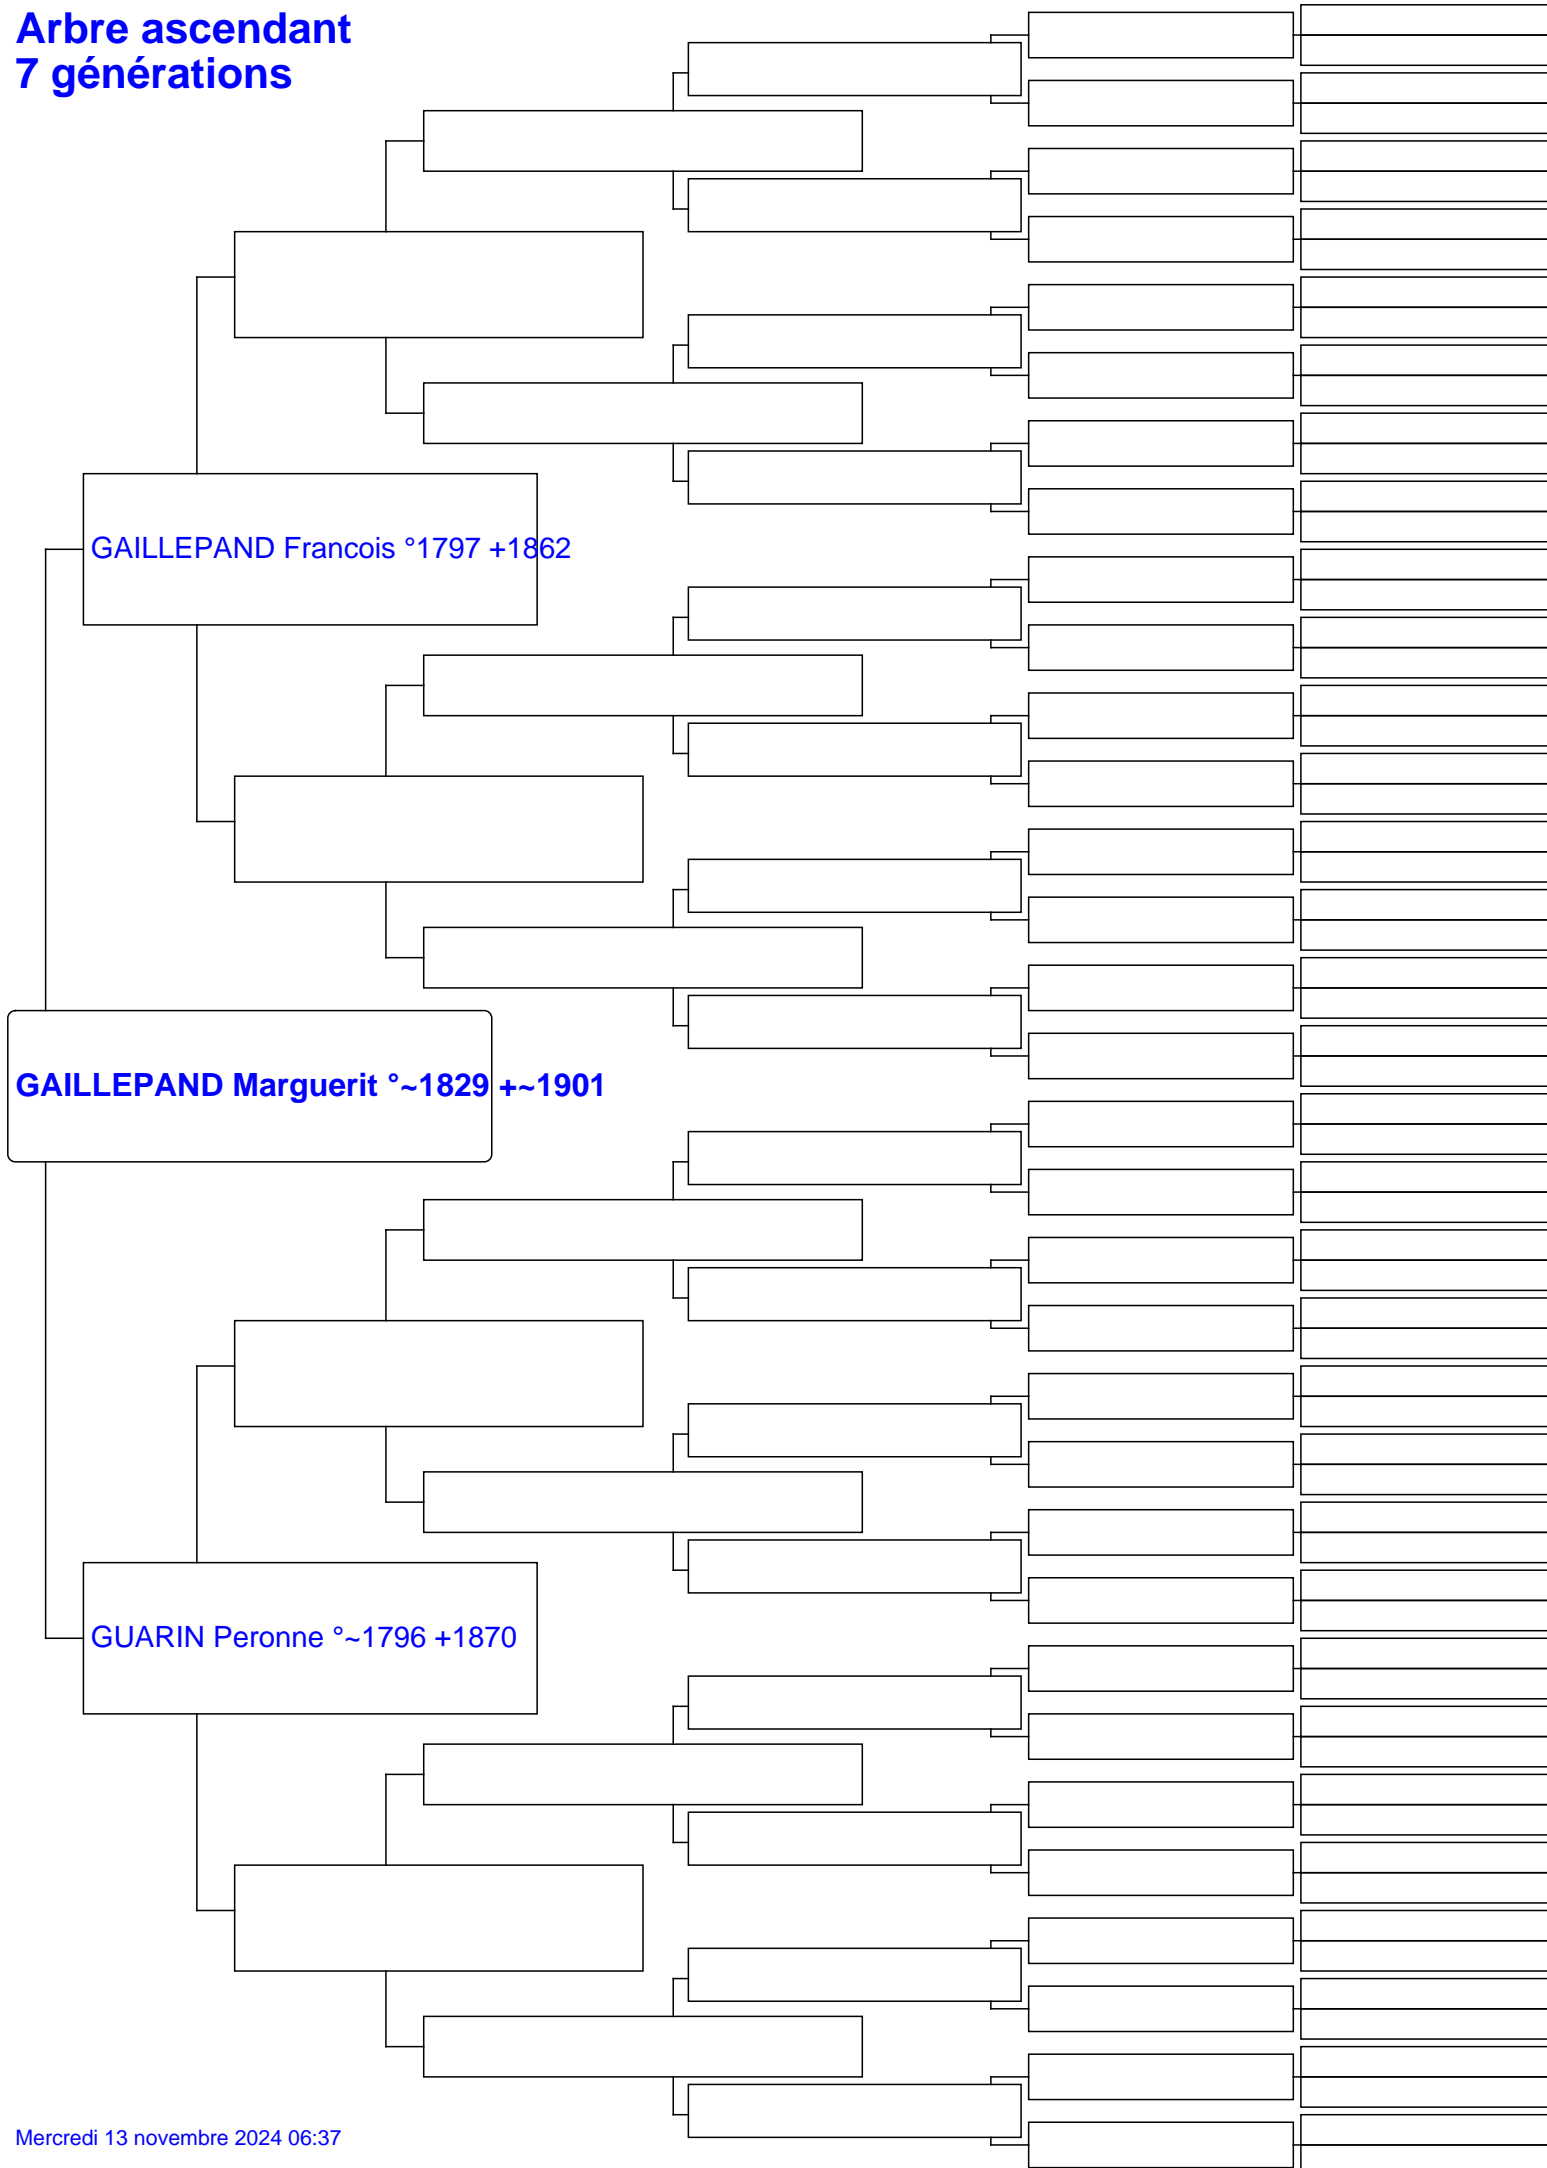 Arbre ascendant
7 générations
GAILLEPAND Francois °1797 +1862
GAILLEPAND Marguerit °~1829 +~1901
GUARIN Peronne °~1796 +1870
Mercredi 13 novembre 2024 06:37